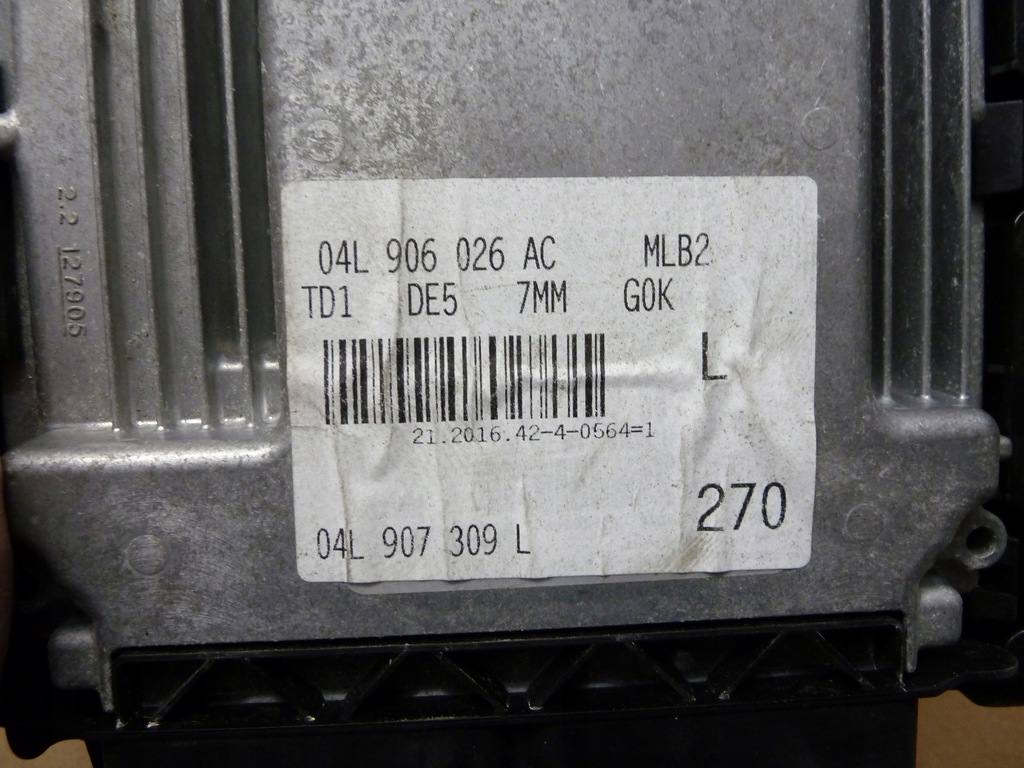 2.2 127905
04L 906 026 AC MLB2
TD1 DE5 7MM G0K
L
21.2016.42-4-0564=1
270
04L 907 309 L